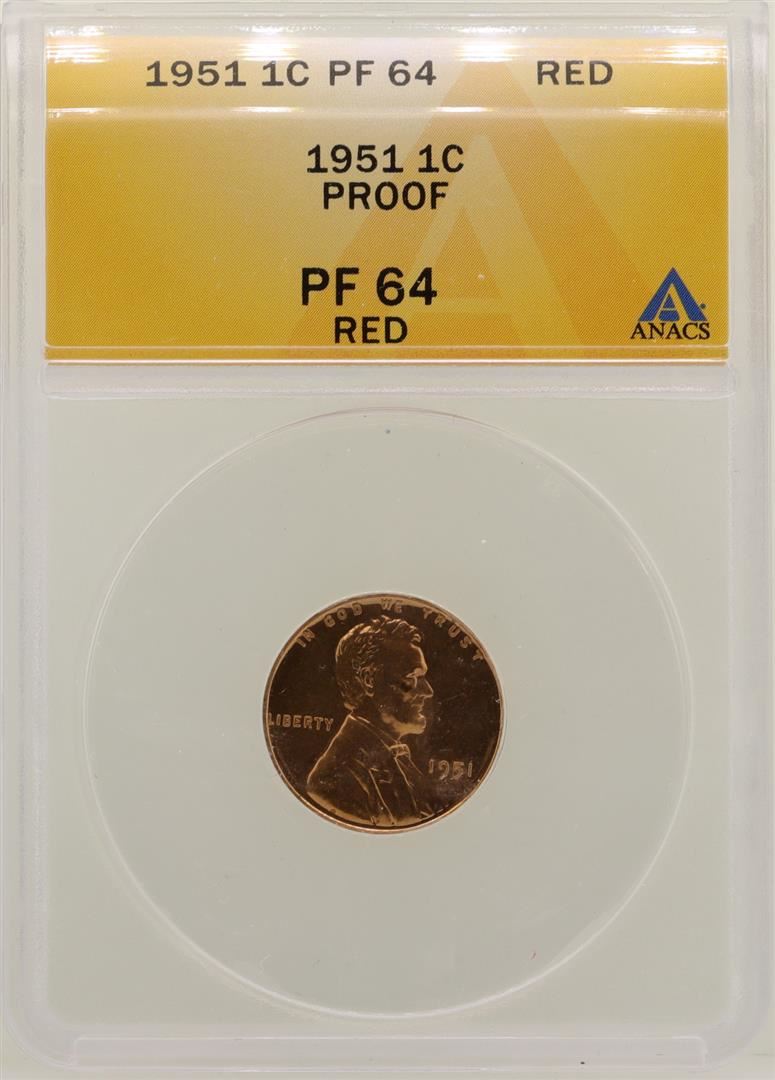 1951 1C PF 64 RED
1951 1C
PROOF
PF 64
RED
ANACS
IN GOD WE TRUST
LIBERTY
1951